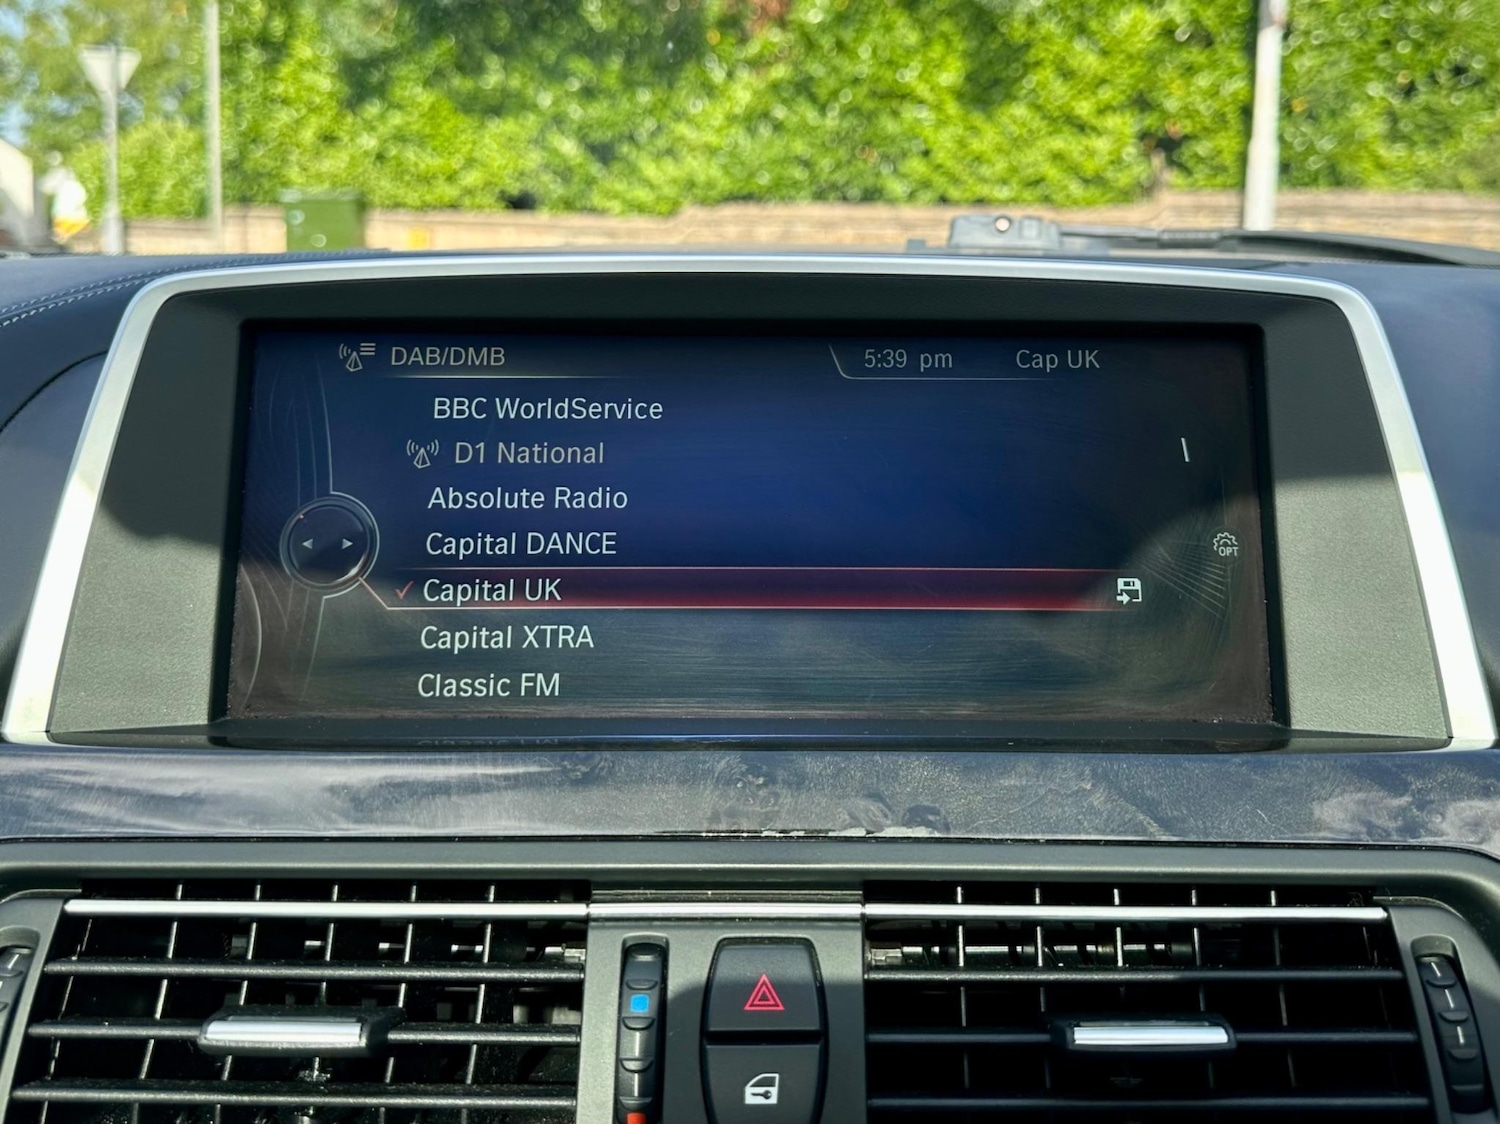 DAB/DMB
5:39 pm
Cap UK
BBC WorldService
D1 National
Absolute Radio
Capital DANCE
OPT
Capital UK
Capital XTRA
Classic FM